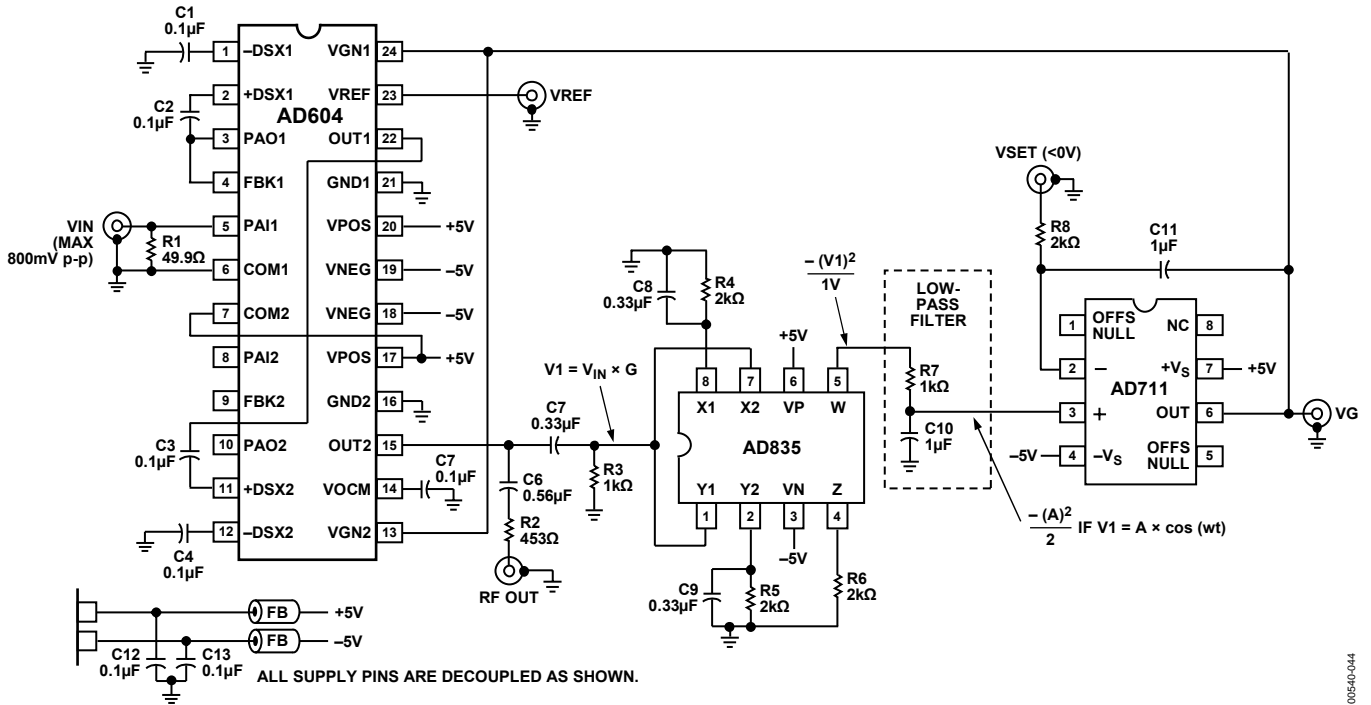 C1
0.1µF
1 –DSX1 VGN1 24
2 +DSX1 VREF 23
VREF
C2
0.1µF
AD604
3 PAO1 OUT1 22
4 FBK1 GND1 21
VIN
(MAX
800mV p-p)
R1
49.9Ω
5 PAI1 VPOS 20 +5V
6 COM1 VNEG 19 –5V
7 COM2 VNEG 18 –5V
8 PAI2 VPOS 17 +5V
9 FBK2 GND2 16
C3
0.1µF
10 PAO2 OUT2 15
11 +DSX2 VOCM 14
C7
0.1µF
12 –DSX2 VGN2 13
C4
0.1µF
C6
0.56µF
R2
453Ω
RF OUT
V1 = VIN × G
C7
0.33µF
R3
1kΩ
C8
0.33µF
R4
2kΩ
–(V1)²
1V
+5V
8 7 6 5
X1 X2 VP W
AD835
Y1 Y2 VN Z
1 2 3 4
–5V
C9
0.33µF
R5
2kΩ
R6
2kΩ
LOW-
PASS
FILTER
R7
1kΩ
C10
1µF
–(A)²
2
IF V1 = A × cos (wt)
VSET (<0V)
R8
2kΩ
C11
1µF
1 OFFS
NULL
NC 8
2 –
+VS 7 +5V
AD711
3 +
OUT 6
VG
–5V 4 –VS
OFFS
NULL
5
FB +5V
FB –5V
C12
0.1µF
C13
0.1µF
ALL SUPPLY PINS ARE DECOUPLED AS SHOWN.
00540-044